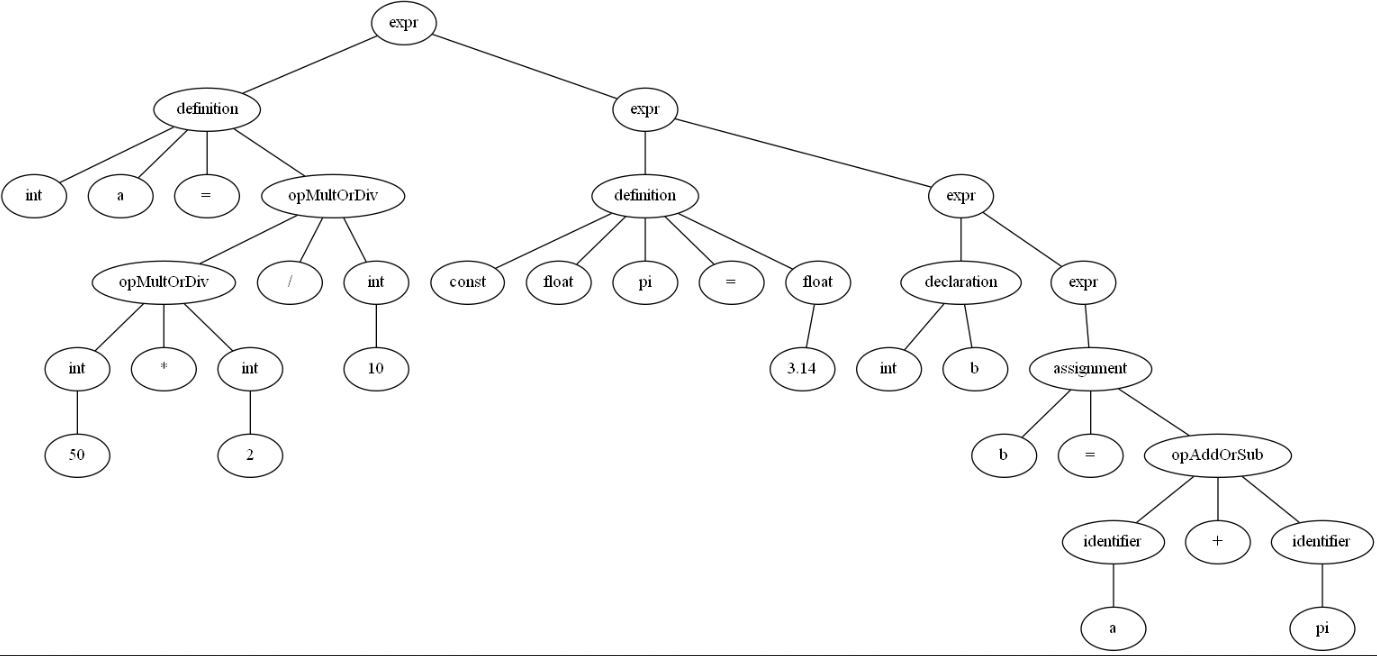 expr
definition expr
int a = opMultOrDiv definition expr
opMultOrDiv / int const float pi = float declaration expr
int * int 10 3.14 int b assignment
50 2 b = opAddOrSub
identifier + identifier
a pi